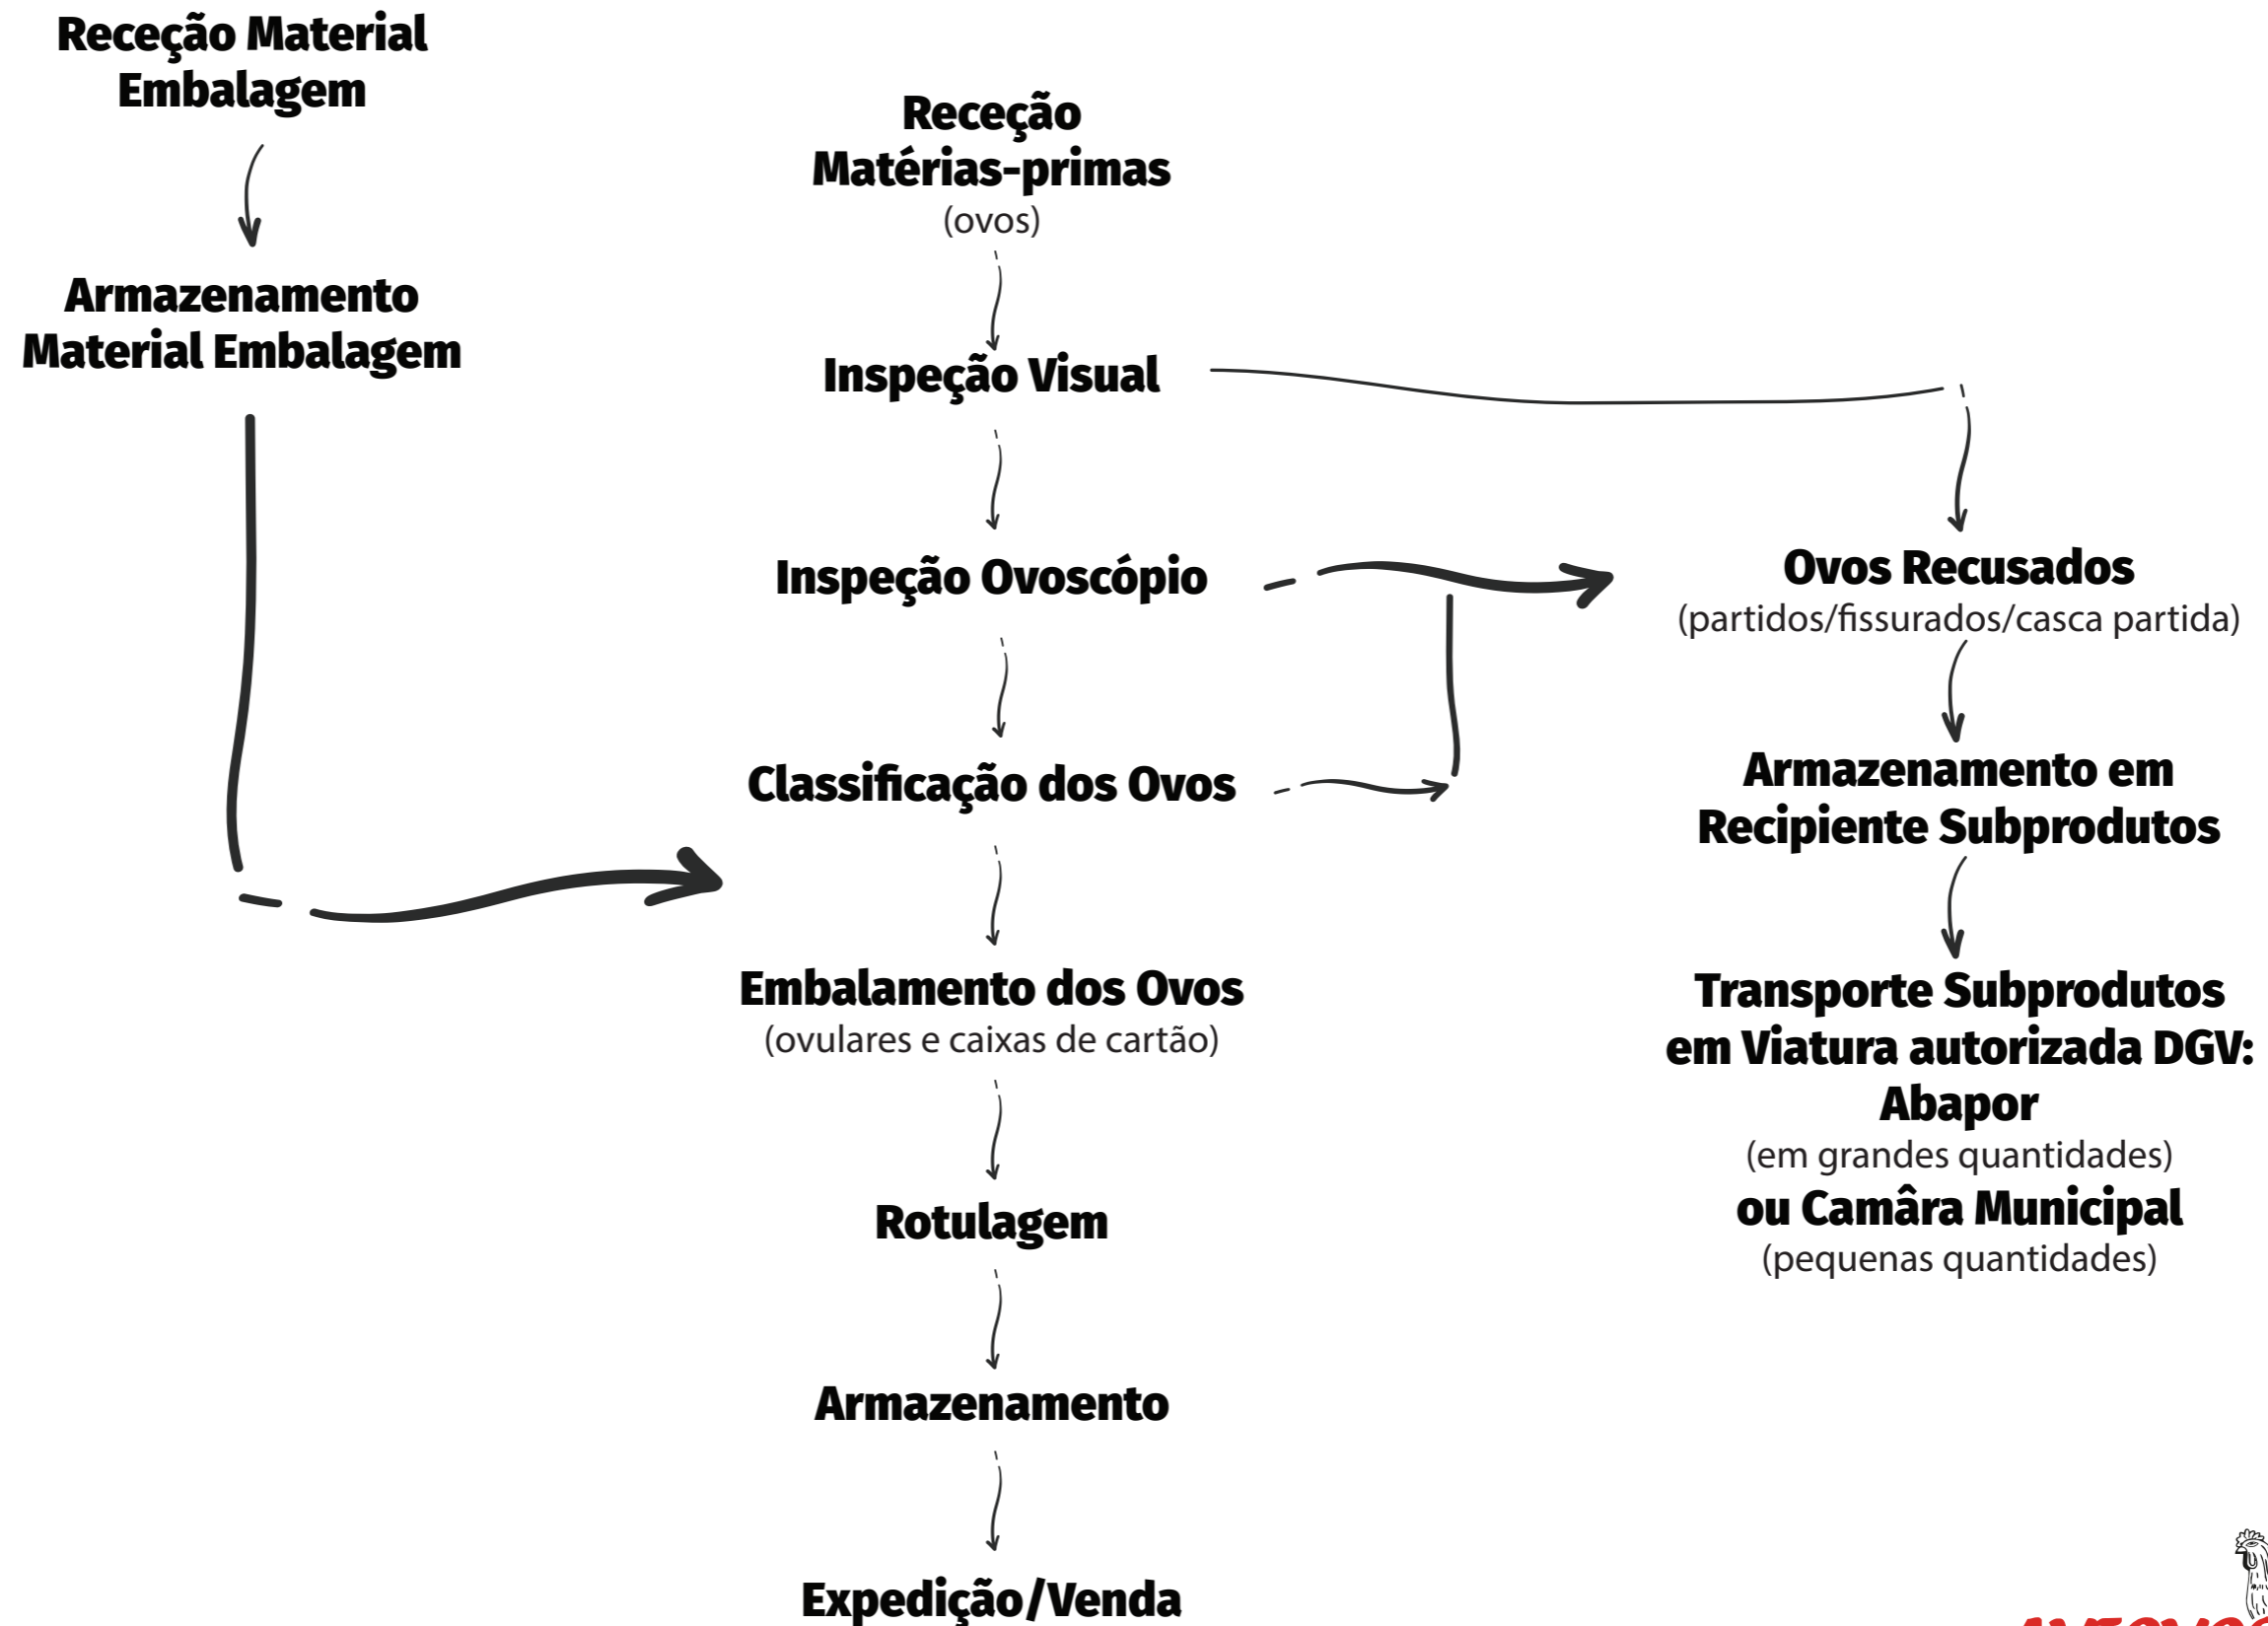 Receção Material
Embalagem
Armazenamento
Material Embalagem
Receção
Matérias-primas
(ovos)
Inspeção Visual
Inspeção Ovoscópio
Classificação dos Ovos
Embalamento dos Ovos
(ovulares e caixas de cartão)
Rotulagem
Armazenamento
Expedição/Venda
Ovos Recusados
(partidos/fissurados/casca partida)
Armazenamento em
Recipiente Subprodutos
Transporte Subprodutos
em Viatura autorizada DGV:
Abapor
(em grandes quantidades)
ou Camâra Municipal
(pequenas quantidades)